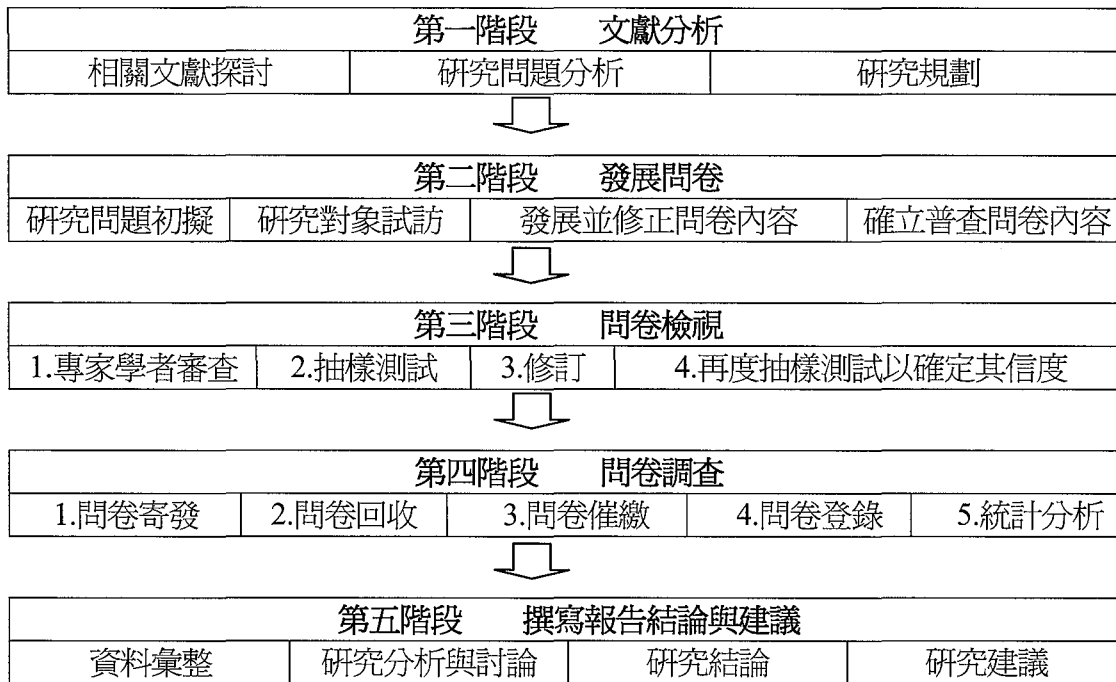 第一階段　文獻分析
相關文獻探討 研究問題分析 研究規劃
第二階段　發展問卷
研究問題初擬 研究對象試訪 發展並修正問卷內容 確立普查問卷內容
第三階段　問卷檢視
1.專家學者審查 2.抽樣測試 3.修訂 4.再度抽樣測試以確定其信度
第四階段　問卷調查
1.問卷寄發 2.問卷回收 3.問卷催繳 4.問卷登錄 5.統計分析
第五階段　撰寫報告結論與建議
資料彙整 研究分析與討論 研究結論 研究建議